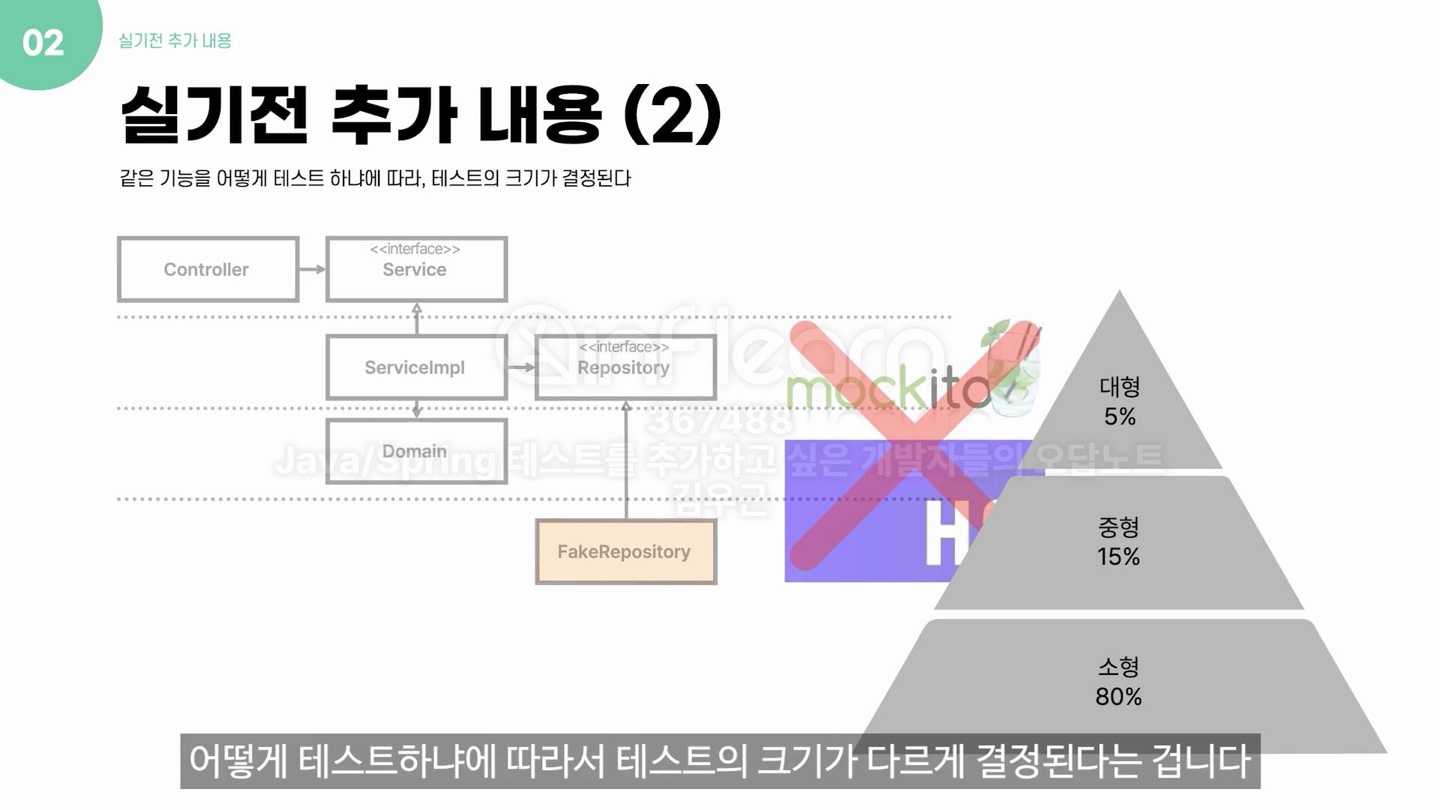 02
실기전 추가 내용
실기전 추가 내용 (2)
같은 기능을 어떻게 테스트 하냐에 따라, 테스트의 크기가 결정된다
Controller
<<interface>>
Service
ServiceImpl
<<interface>>
Repository
Domain
FakeRepository
mockito
H
inflearn
367488
Java/Spring 테스트를 추가하고 싶은 개발자들의 오답노트
김우근
대형
5%
중형
15%
소형
80%
어떻게 테스트하냐에 따라서 테스트의 크기가 다르게 결정된다는 겁니다